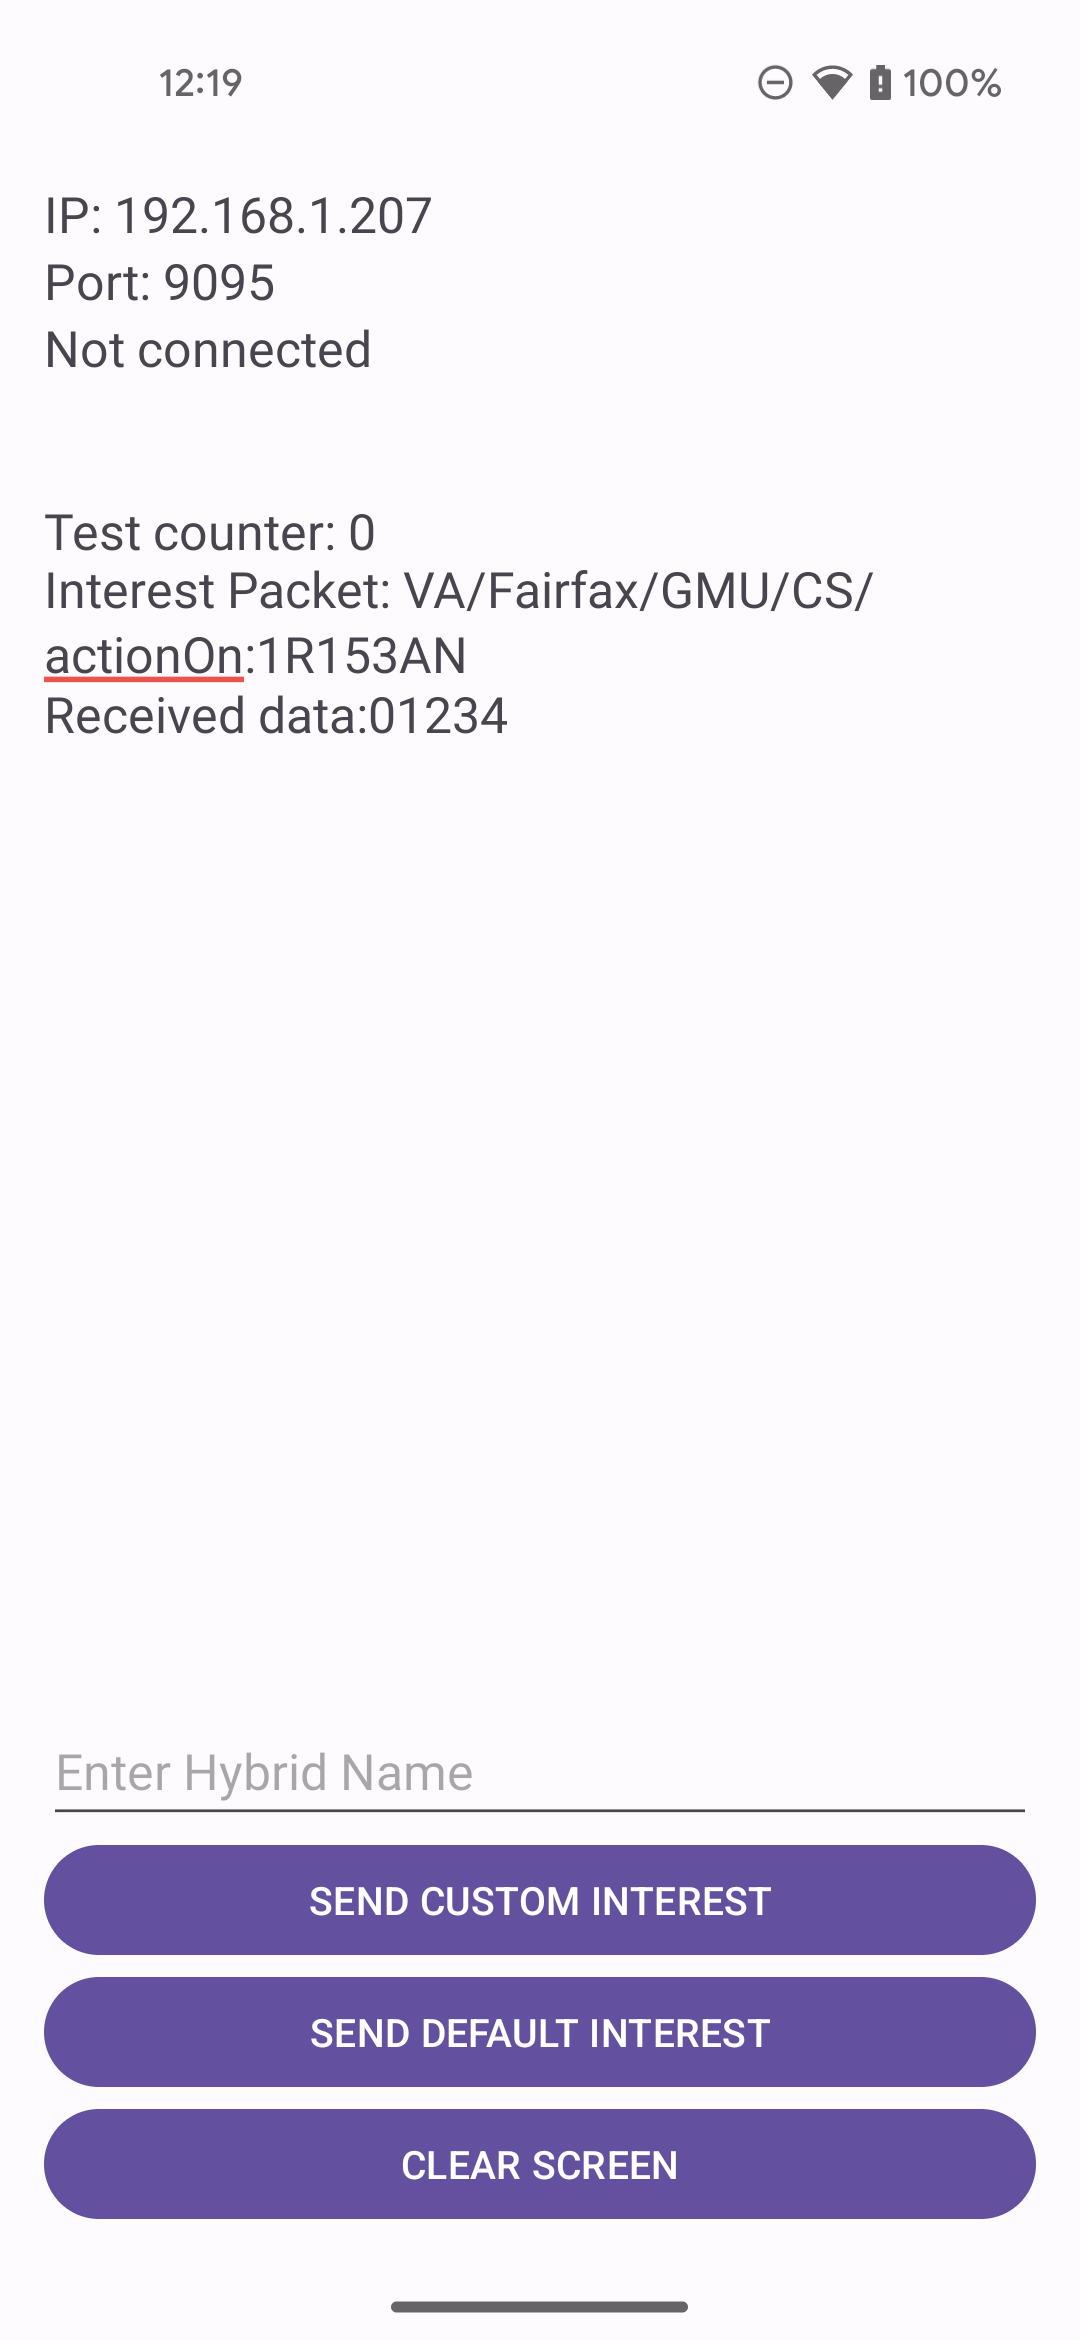 12:19 100%
IP: 192.168.1.207
Port: 9095
Not connected
Test counter: 0
Interest Packet: VA/Fairfax/GMU/CS/
actionOn:1R153AN
Received data:01234
Enter Hybrid Name
SEND CUSTOM INTEREST
SEND DEFAULT INTEREST
CLEAR SCREEN